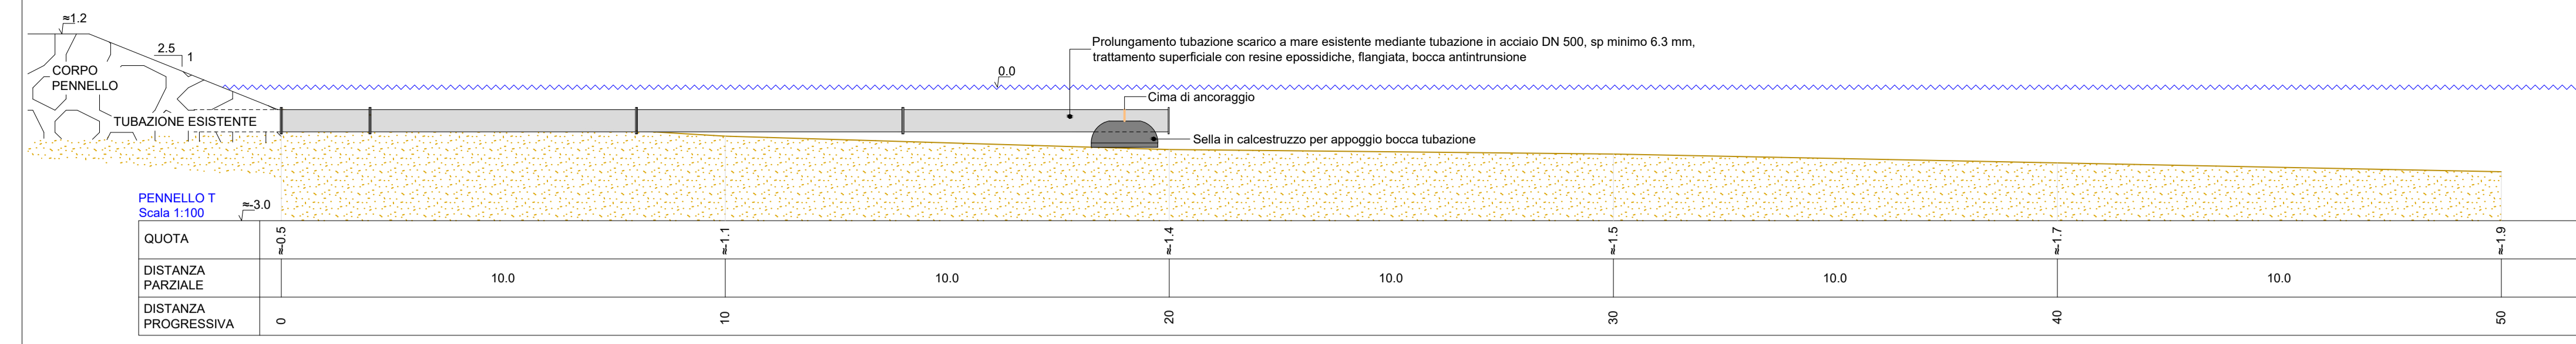 ≈1.2
2.5
1
CORPO
PENNELLO
TUBAZIONE ESISTENTE
0.0
Prolungamento tubazione scarico a mare esistente mediante tubazione in acciaio DN 500, sp minimo 6.3 mm,
trattamento superficiale con resine epossidiche, flangiata, bocca antintrunsione
Cima di ancoraggio
Sella in calcestruzzo per appoggio bocca tubazione
PENNELLO T
Scala 1:100
≈-3.0
QUOTA
≈-0.5
≈-1.1
≈-1.4
≈-1.5
≈-1.7
≈-1.9
DISTANZA
PARZIALE
10.0
10.0
10.0
10.0
10.0
DISTANZA
PROGRESSIVA
0
10
20
30
40
50